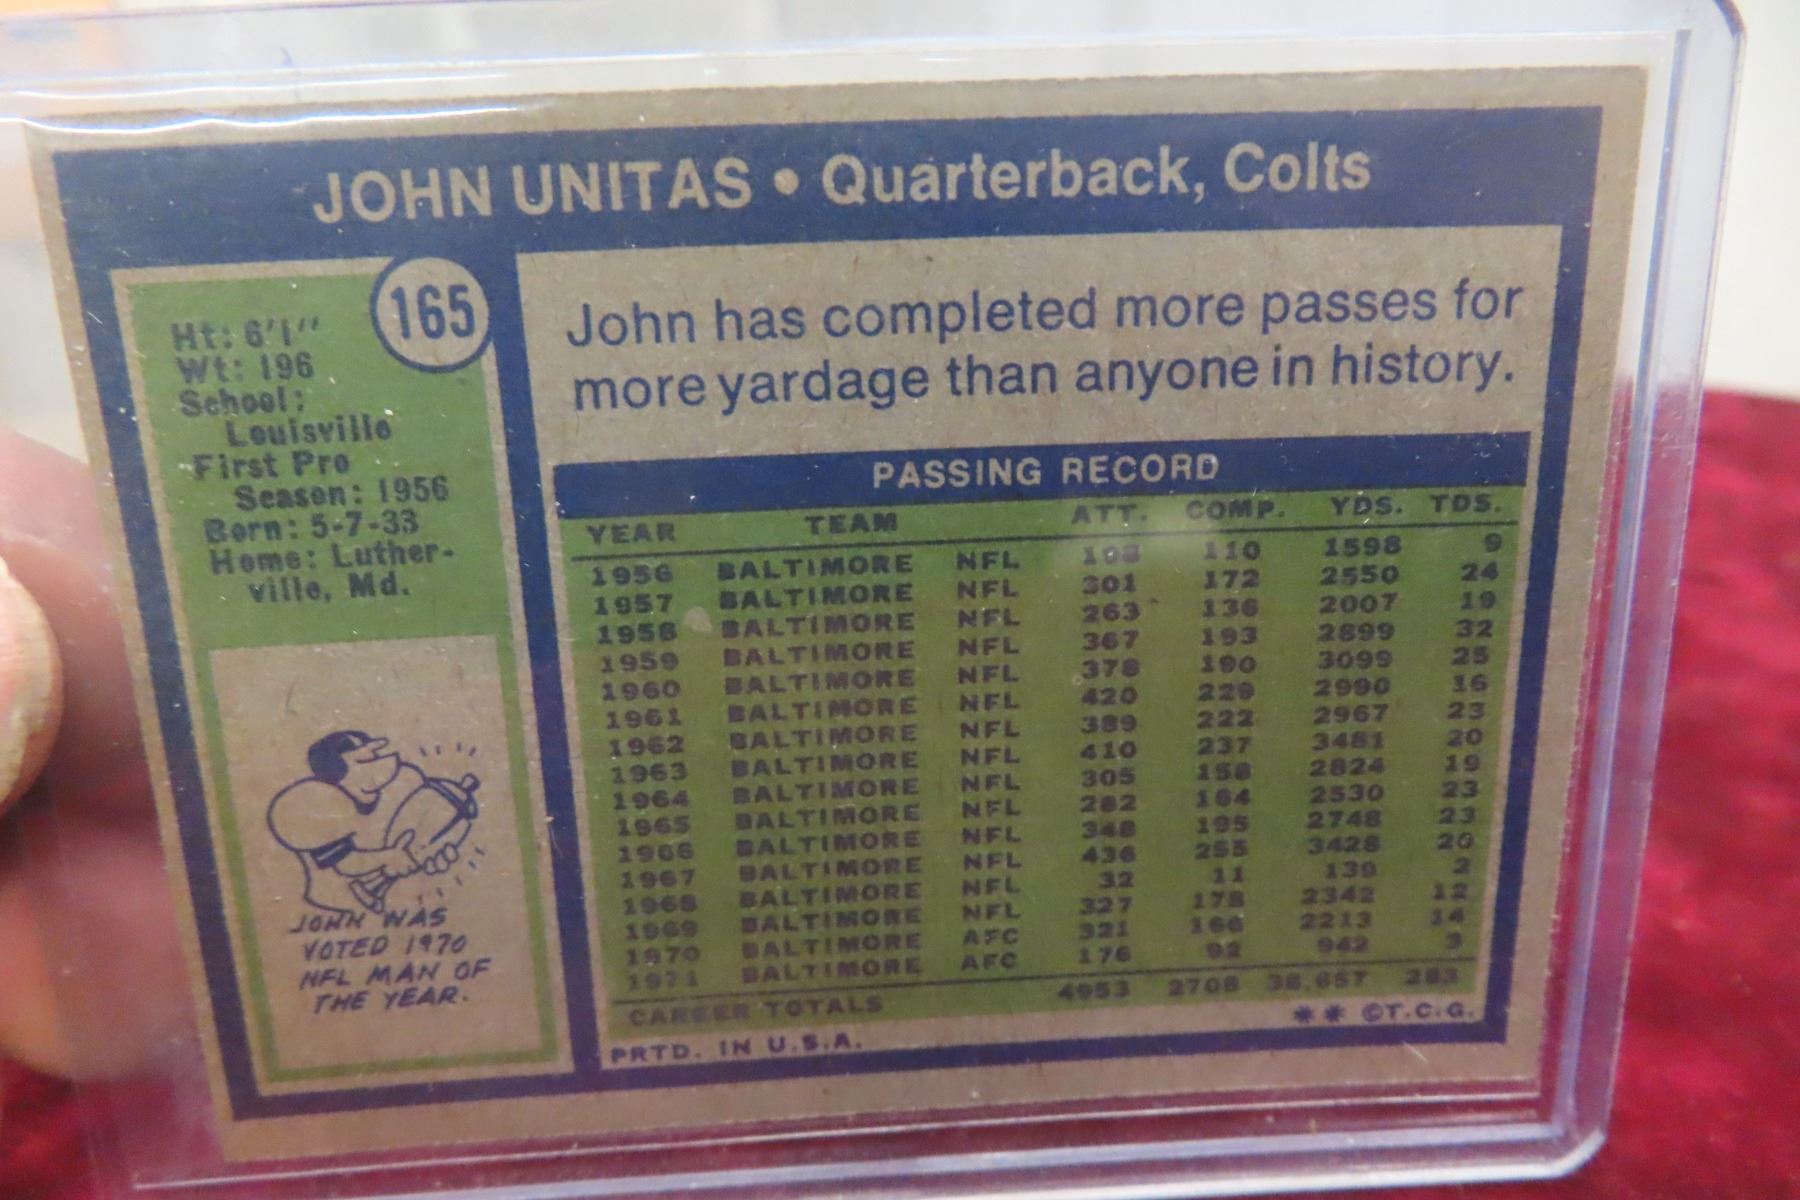 JOHN UNITAS • Quarterback, Colts
165
Ht: 6'1"
Wt: 196
School:
Louisville
First Pro
Season: 1956
Born: 5-7-33
Home: Luther-
ville, Md.
JOHN WAS
VOTED 1970
NFL MAN OF
THE YEAR.
John has completed more passes for
more yardage than anyone in history.
PASSING RECORD
YEAR TEAM ATT. COMP. YDS. TDS.
1956 BALTIMORE NFL 198 110 1598 9
1957 BALTIMORE NFL 301 172 2550 24
1958 BALTIMORE NFL 263 136 2007 19
1959 BALTIMORE NFL 367 193 2899 32
1960 BALTIMORE NFL 378 190 3099 25
1961 BALTIMORE NFL 420 229 2990 16
1962 BALTIMORE NFL 389 222 2967 23
1963 BALTIMORE NFL 410 237 3481 20
1964 BALTIMORE NFL 305 158 2824 19
1965 BALTIMORE NFL 282 164 2530 23
1966 BALTIMORE NFL 348 195 2748 23
1967 BALTIMORE NFL 436 255 3428 20
1968 BALTIMORE NFL 32 11 139 2
1969 BALTIMORE NFL 327 178 2342 12
1970 BALTIMORE AFC 321 166 2213 14
1971 BALTIMORE AFC 176 92 942 3
CAREER TOTALS 4953 2708 38,657 283
PRTD. IN U.S.A. ** ©T.C.G.